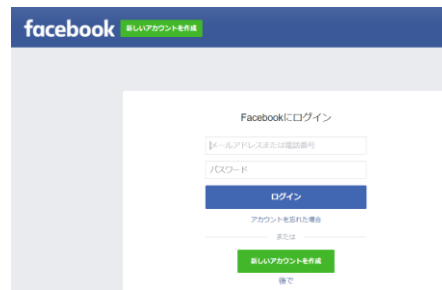 facebook 新しいアカウントを作成
Facebookにログイン
メールアドレスまたは電話番号
パスワード
ログイン
アカウントを忘れた場合
または
新しいアカウントを作成
後で